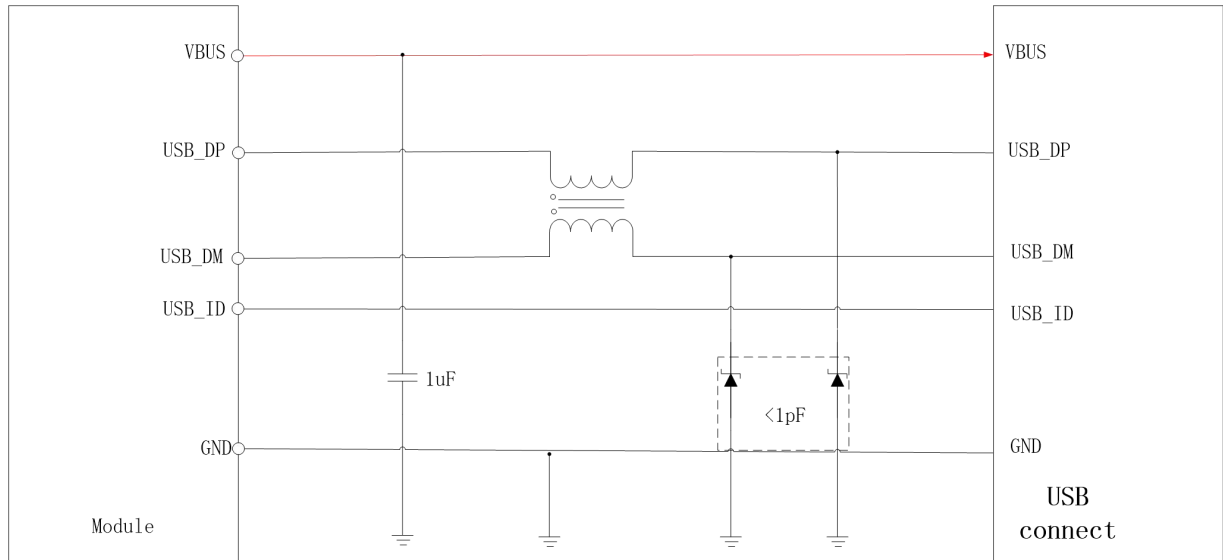 VBUS
VBUS
USB_DP
USB_DP
USB_DM
USB_DM
USB_ID
USB_ID
1uF
<1pF
GND
GND
Module
USB
connect